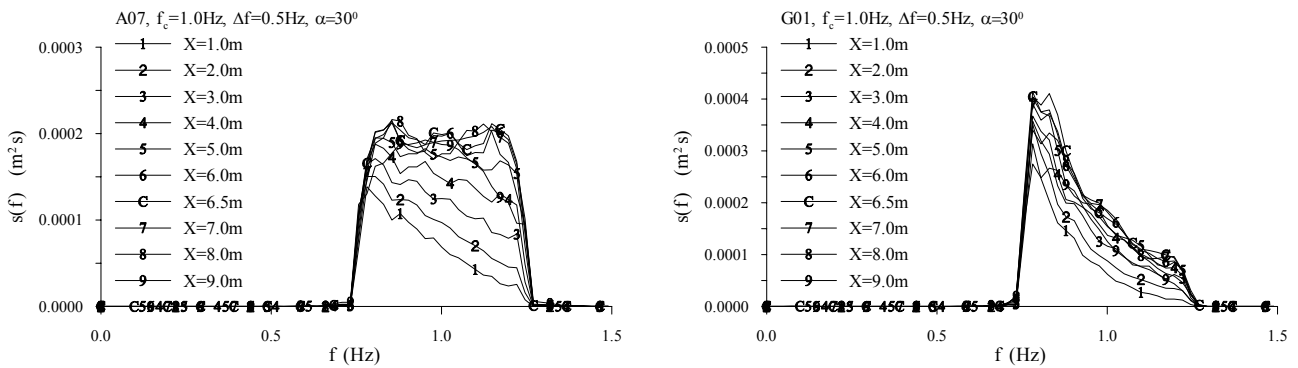 A07, f_c=1.0Hz, Δf=0.5Hz, α=30⁰
0.0003
0.0002
0.0001
0.0000
s(f) (m² s)
1 X=1.0m
2 X=2.0m
3 X=3.0m
4 X=4.0m
5 X=5.0m
6 X=6.0m
C X=6.5m
7 X=7.0m
8 X=8.0m
9 X=9.0m
0.0 0.5 1.0 1.5
f (Hz)
G01, f_c=1.0Hz, Δf=0.5Hz, α=30⁰
0.0005
0.0004
0.0003
0.0002
0.0001
0.0000
s(f) (m² s)
1 X=1.0m
2 X=2.0m
3 X=3.0m
4 X=4.0m
5 X=5.0m
6 X=6.0m
C X=6.5m
7 X=7.0m
8 X=8.0m
9 X=9.0m
0.0 0.5 1.0 1.5
f (Hz)